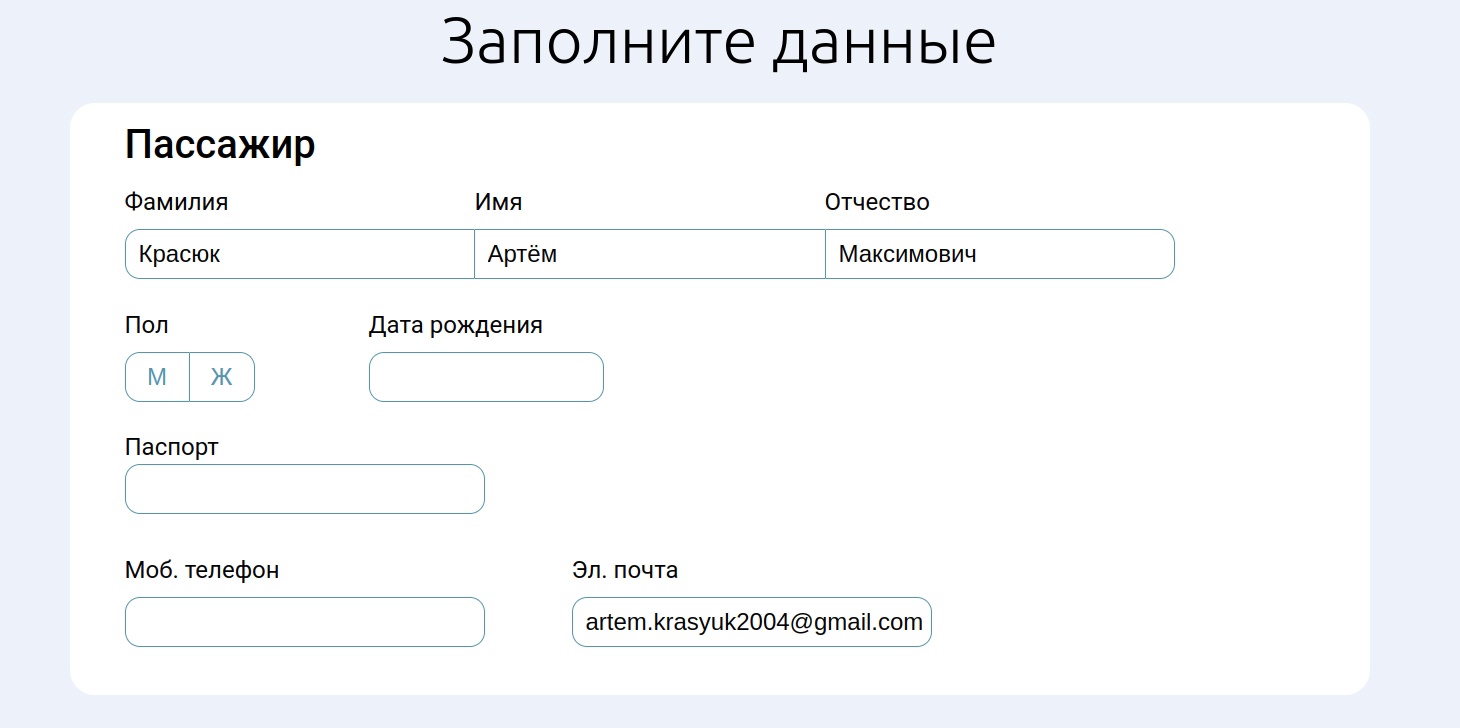 Заполните данные
Пассажир
Фамилия Имя Отчество
Красюк Артём Максимович
Пол Дата рождения
М Ж
Паспорт
Моб. телефон Эл. почта
artem.krasyuk2004@gmail.com